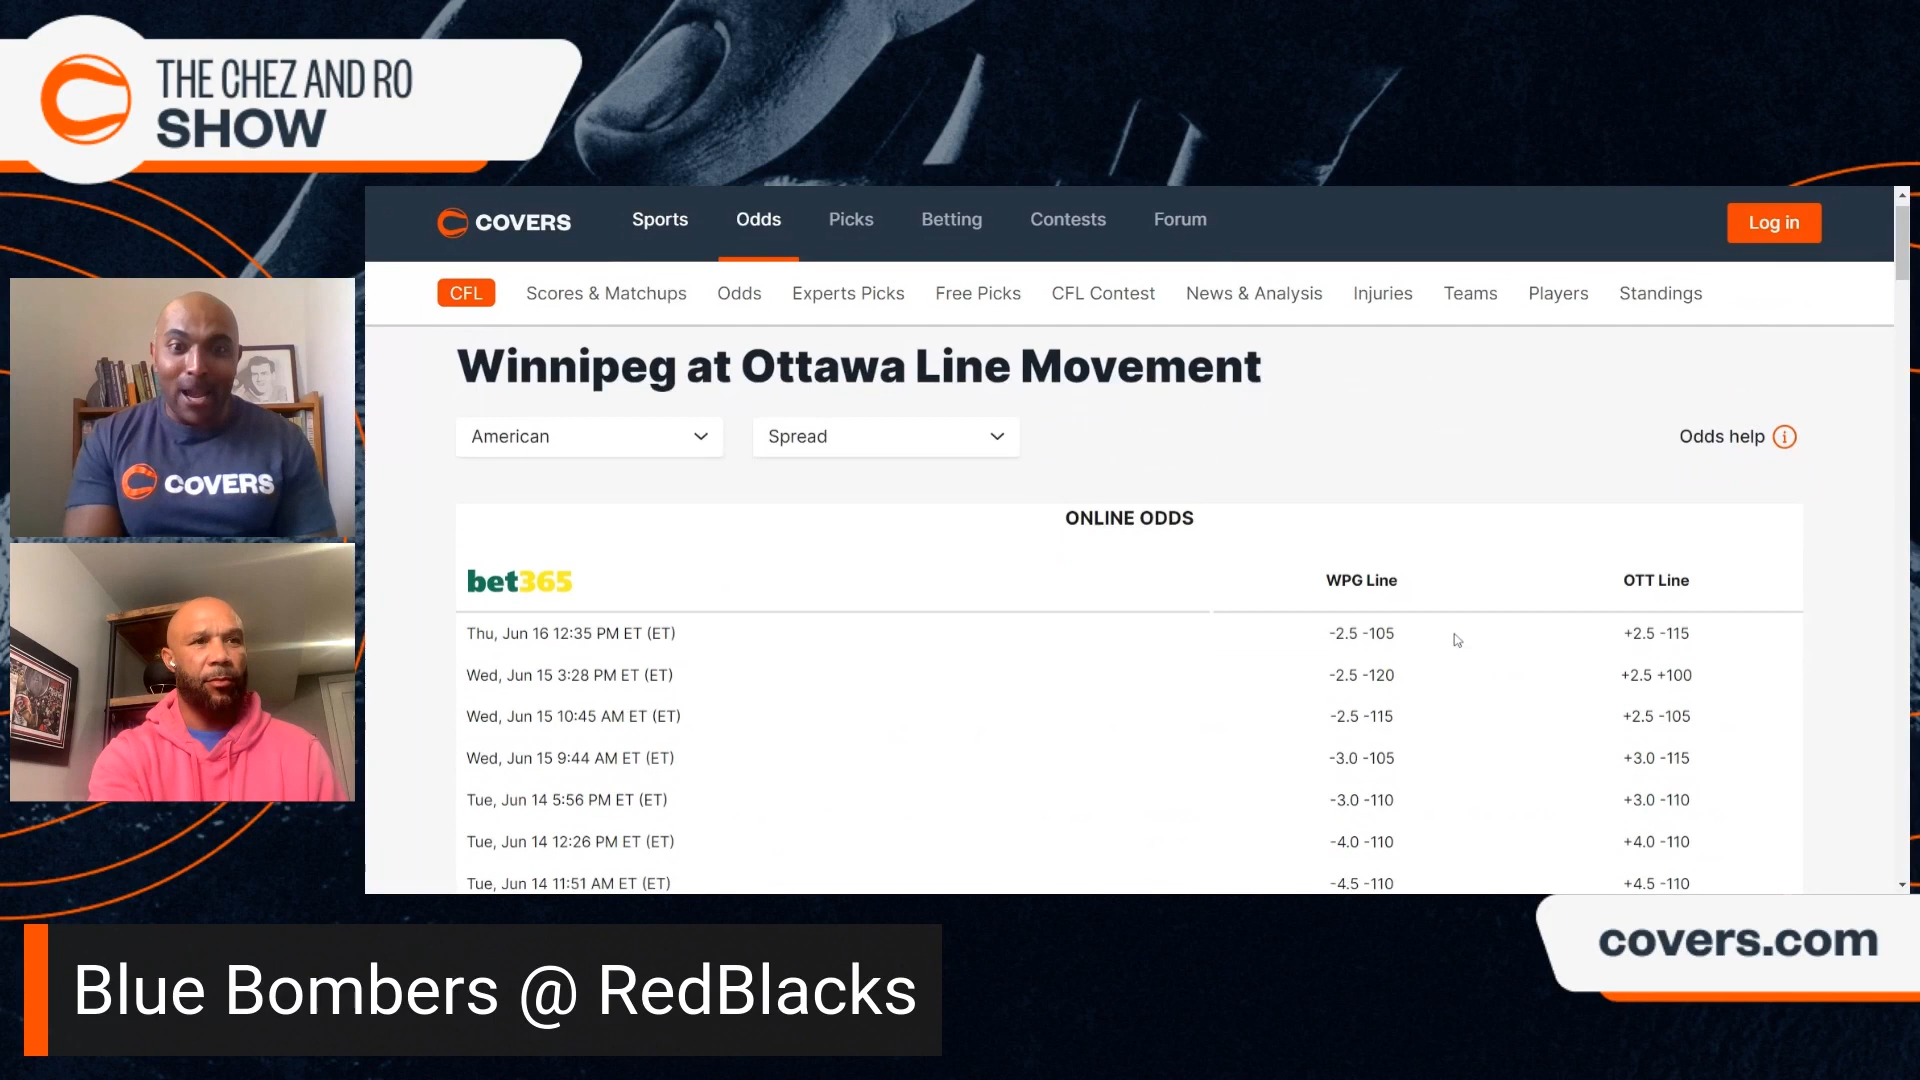 THE CHEZ AND RO
SHOW
COVERS
Sports Odds Picks Betting Contests Forum
Log in
CFL Scores & Matchups Odds Experts Picks Free Picks CFL Contest News & Analysis Injuries Teams Players Standings
Winnipeg at Ottawa Line Movement
American Spread Odds help
ONLINE ODDS
bet365 WPG Line OTT Line
Thu, Jun 16 12:35 PM ET (ET) -2.5 -105 +2.5 -115
Wed, Jun 15 3:28 PM ET (ET) -2.5 -120 +2.5 +100
Wed, Jun 15 10:45 AM ET (ET) -2.5 -115 +2.5 -105
Wed, Jun 15 9:44 AM ET (ET) -3.0 -105 +3.0 -115
Tue, Jun 14 5:56 PM ET (ET) -3.0 -110 +3.0 -110
Tue, Jun 14 12:26 PM ET (ET) -4.0 -110 +4.0 -110
Tue, Jun 14 11:51 AM ET (ET) -4.5 -110 +4.5 -110
COVERS
Blue Bombers @ RedBlacks
covers.com